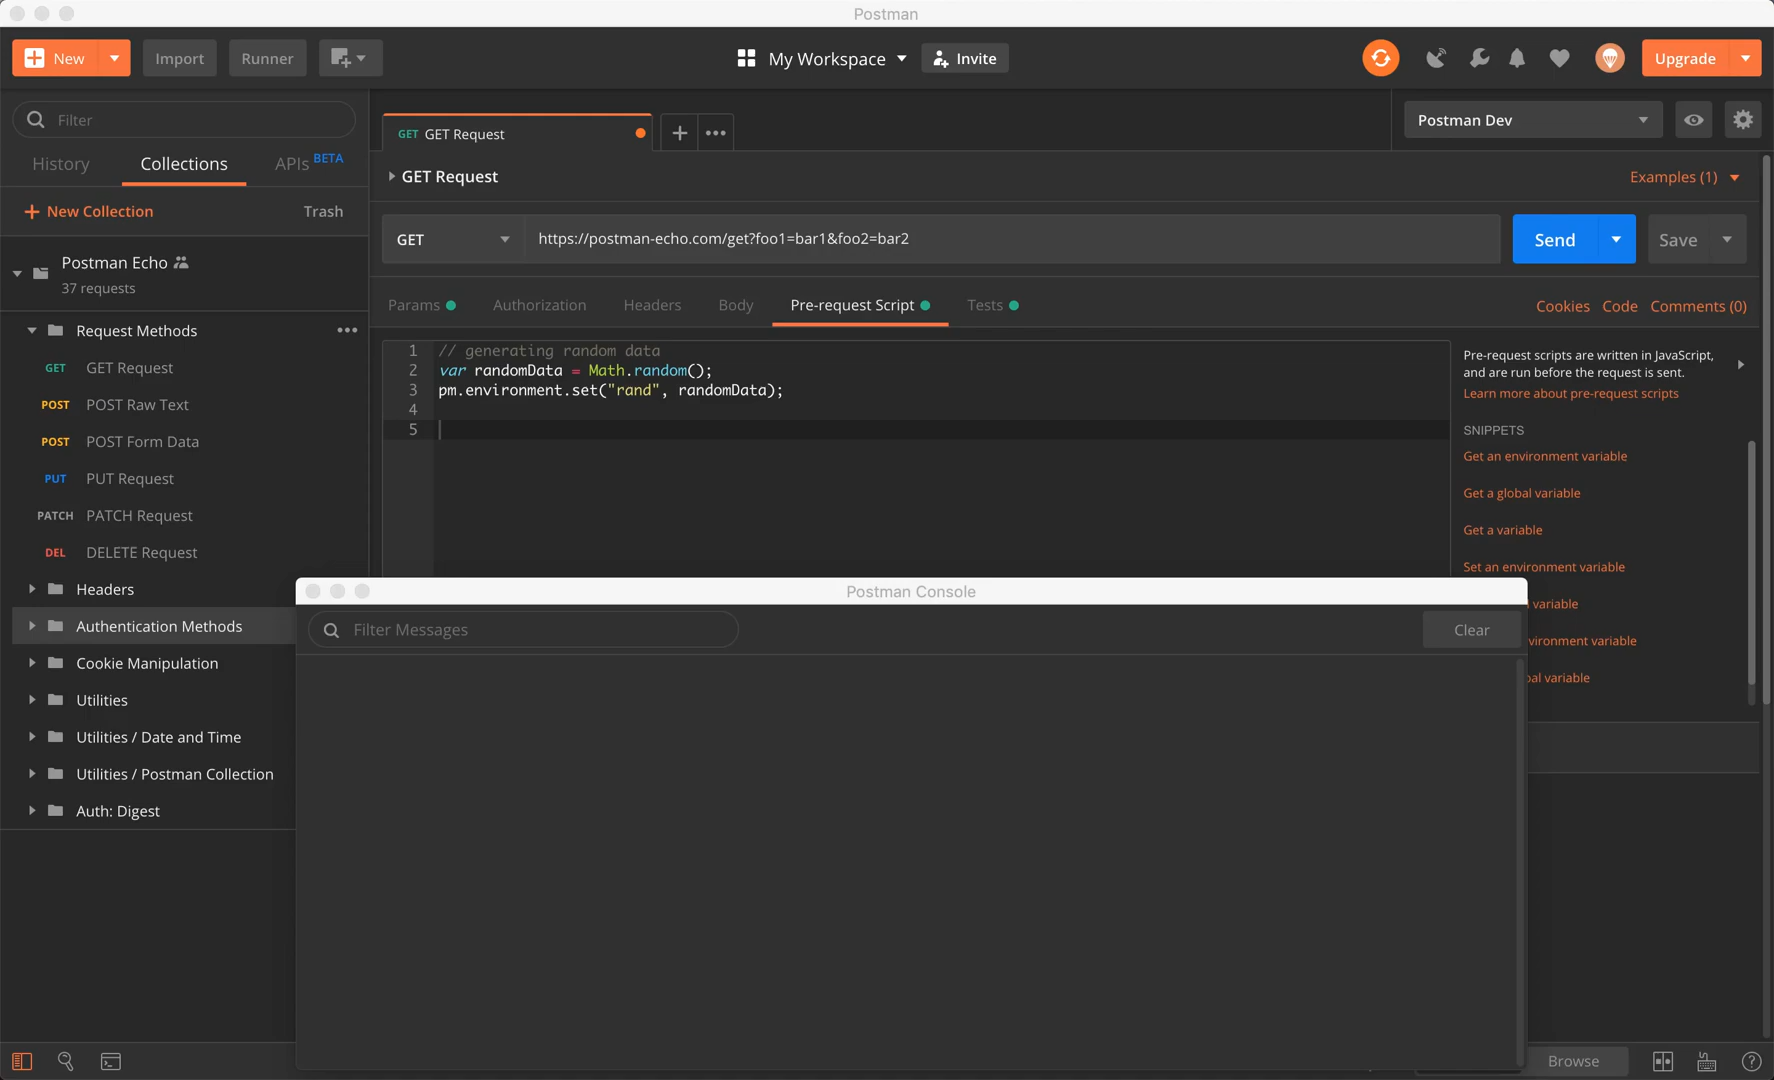 Postman
New
Import
Runner
My Workspace
Invite
Upgrade
Filter
History
Collections
APIs BETA
New Collection
Trash
Postman Echo
37 requests
Request Methods
GET GET Request
POST POST Raw Text
POST POST Form Data
PUT PUT Request
PATCH PATCH Request
DEL DELETE Request
Headers
Authentication Methods
Cookie Manipulation
Utilities
Utilities / Date and Time
Utilities / Postman Collection
Auth: Digest
GET GET Request
Postman Dev
GET Request
Examples (1)
GET
https://postman-echo.com/get?foo1=bar1&foo2=bar2
Send
Save
Params
Authorization
Headers
Body
Pre-request Script
Tests
Cookies
Code
Comments (0)
1 // generating random data
2 var randomData = Math.random();
3 pm.environment.set("rand", randomData);
4
5
Pre-request scripts are written in JavaScript,
and are run before the request is sent.
Learn more about pre-request scripts
SNIPPETS
Get an environment variable
Get a global variable
Get a variable
Set an environment variable
variable
vironment variable
bal variable
Postman Console
Filter Messages
Clear
Browse